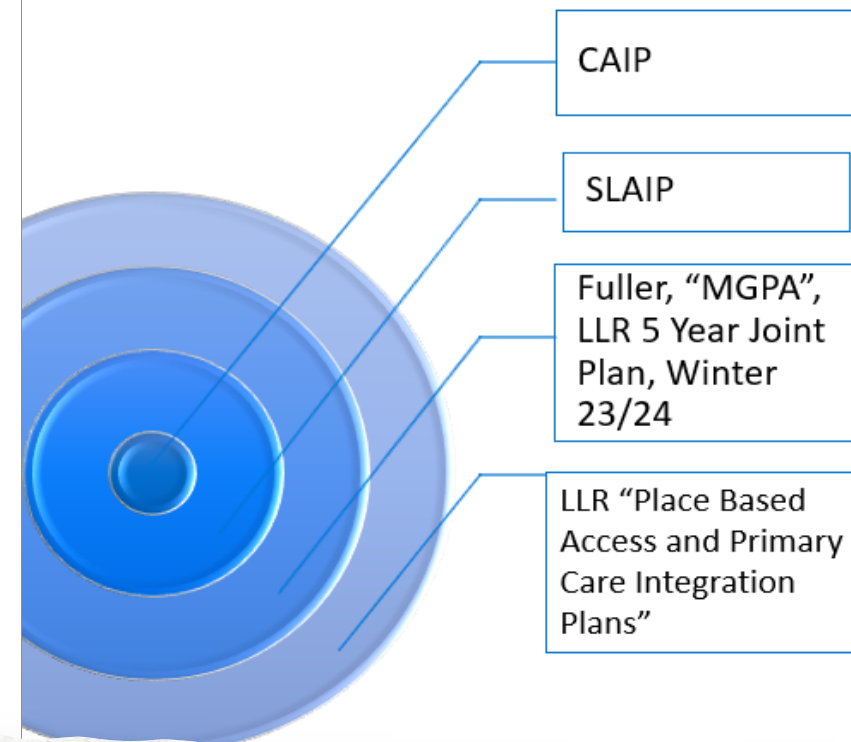 CAIP
SLAIP
Fuller, “MGPA”,
LLR 5 Year Joint
Plan, Winter
23/24
LLR “Place Based
Access and Primary
Care Integration
Plans”